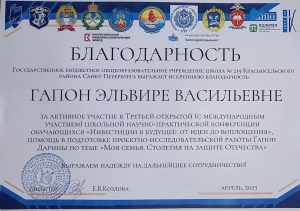 БЛАГОДАРНОСТЬ
Государственное бюджетное общеобразовательное учреждение школа № 219 Красносельского
района Санкт-Петербурга выражает искреннюю благодарность
ГАПОН ЭЛЬВИРЕ ВАСИЛЬЕВНЕ
за активное участие в Третьей открытой (с международным
участием) школьной научно-практической конференции
обучающихся «Инвестиции в будущее: от идеи до воплощения»,
помощь в подготовке проектно-исследовательской работы Гапон
Дарины по теме «Моя семья. Столетия на защите Отечества»
Выражаем надежду на дальнейшее сотрудничество!
Директор Е.В.Козлова апрель, 2025